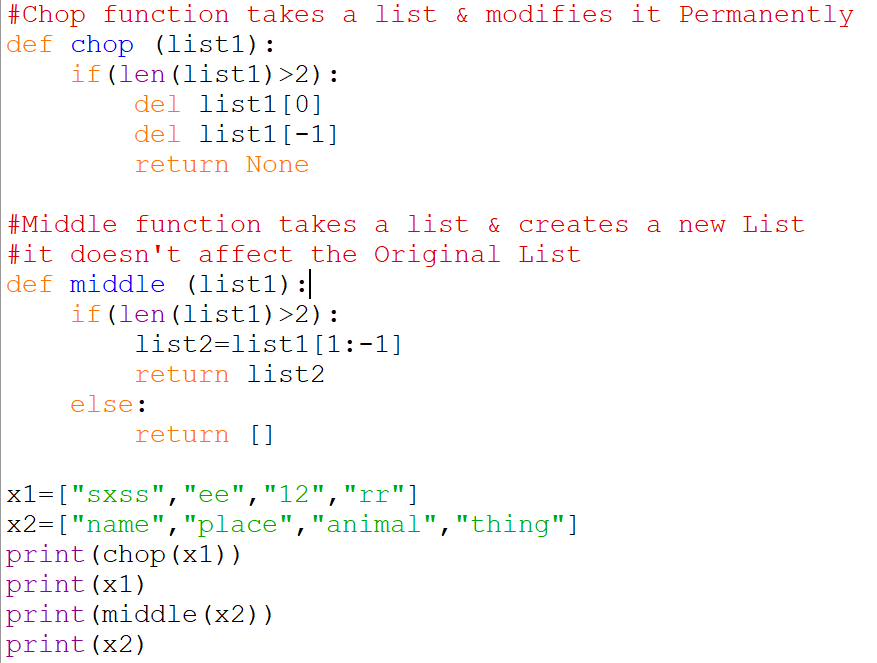 #Chop function takes a list & modifies it Permanently
def chop (list1):
    if(len(list1)>2):
        del list1[0]
        del list1[-1]
        return None

#Middle function takes a list & creates a new List
#it doesn't affect the Original List
def middle (list1):
    if(len(list1)>2):
        list2=list1[1:-1]
        return list2
    else:
        return []

x1=["sxss","ee","12","rr"]
x2=["name","place","animal","thing"]
print(chop(x1))
print(x1)
print(middle(x2))
print(x2)